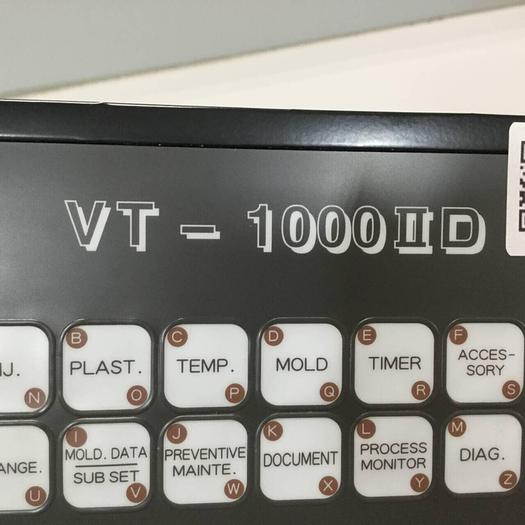 VT-1000IID
B PLAST. O
C TEMP. P
D MOLD Q
E TIMER R
F ACCES-
SORY S
N
I MOLD. DATA
SUB SET V
J PREVENTIVE
MAINTE. W
K DOCUMENT X
L PROCESS
MONITOR Y
M DIAG. Z
U